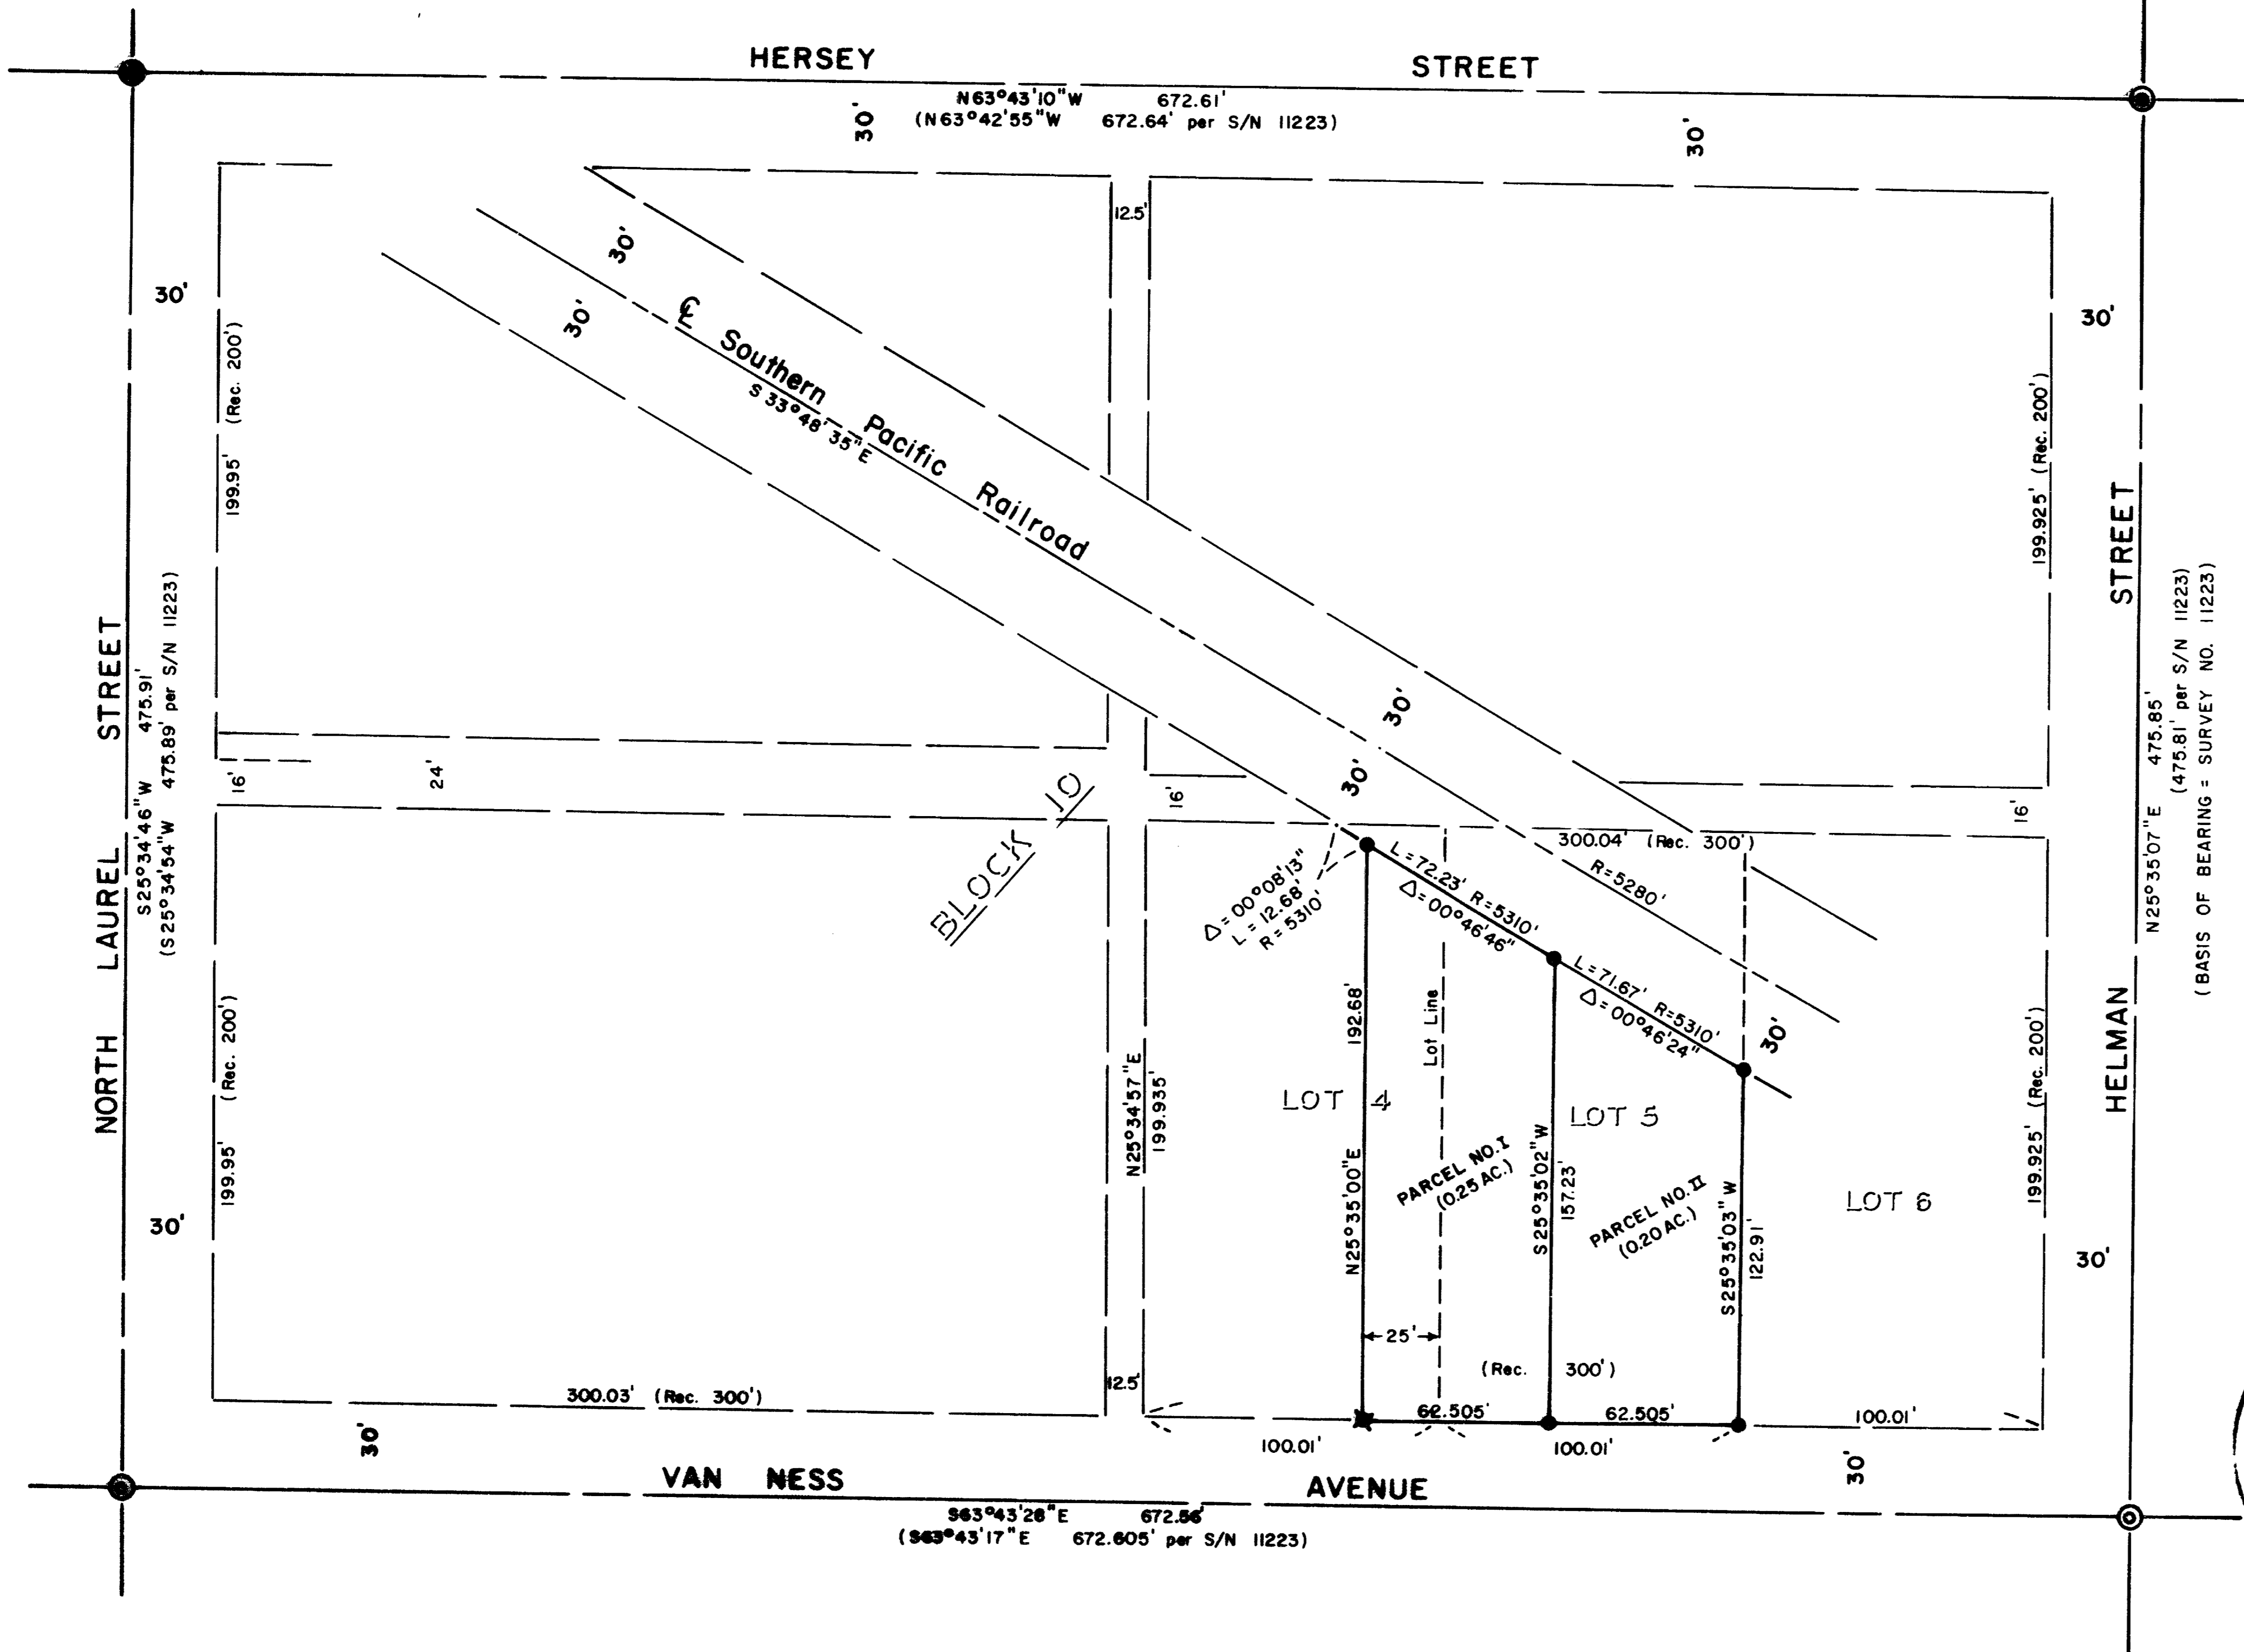 HERSEY STREET
N63°43'10"W 672.61'
(N63°42'55"W 672.64' per S/N 11223)
30'
30'
12.5'
30'
30'
30'
30'
℄ Southern Pacific Railroad
S 33°48'35"E
199.95' (Rec. 200')
199.925' (Rec. 200')
NORTH LAUREL STREET
S25°34'46"W 475.91'
(S25°34'54"W 475.89' per S/N 11223)
HELMAN STREET
N25°35'07"E 475.85'
(475.81' per S/N 11223)
(BASIS OF BEARING = SURVEY NO. 11223)
16'
24'
BLOCK 10
16'
30'
30'
16'
300.04' (Rec. 300')
R=5280'
Δ = 00°08'13"
L = 12.68'
R = 5310'
L=72.23' R=5310'
Δ=00°46'46"
L=71.67' R=5310'
Δ=00°46'24"
30'
199.95' (Rec. 200')
N25°34'57"E
199.935'
LOT 4
N25°35'00"E 192.68'
Lot Line
PARCEL NO. I
(0.25 AC.)
S25°35'02"W
157.23'
LOT 5
PARCEL NO. II
(0.20 AC.)
S25°35'03"W
122.91'
LOT 6
199.925' (Rec. 200')
30'
30'
25'
(Rec. 300')
300.03' (Rec. 300')
12.5'
62.505'
62.505'
100.01'
100.01'
100.01'
30'
30'
VAN NESS AVENUE
S63°43'28"E 672.56'
(S63°43'17"E 672.605' per S/N 11223)